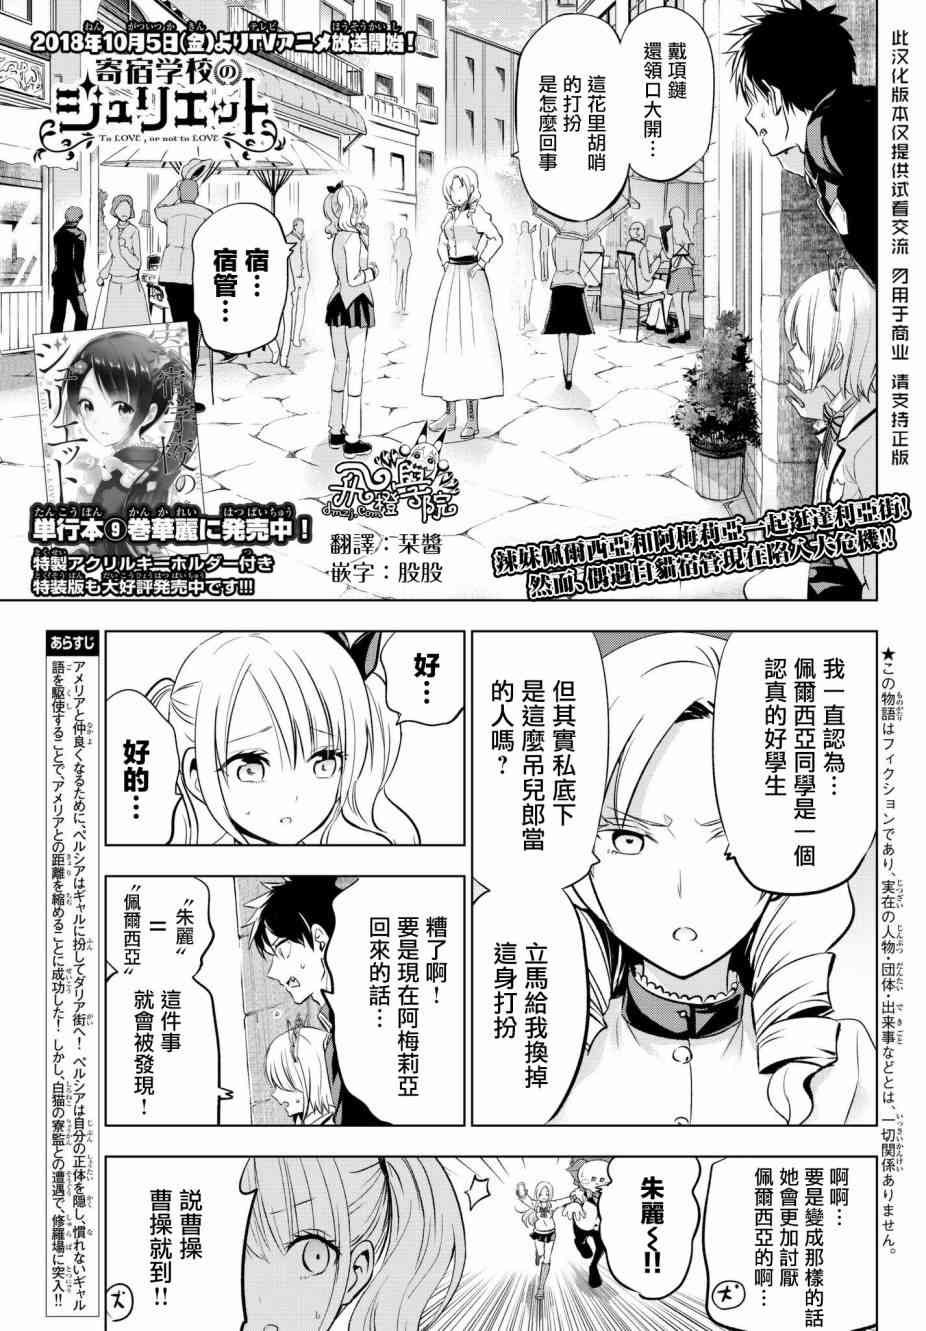 2018年10月5日(金)よりTVアニメ放送開始!
寄宿学校の
ジュリエット
To LOVE, or not to LOVE
戴項鏈
還領口大開…
這花里胡哨
的打扮
是怎麼回事
宿…
宿管…
此汉化版本仅提供试看交流 勿用于商业 请支持正版
単行本⑨巻華麗に発売中!
特製アクリルキーホルダー付き
特装版も大好評発売中です!!!
dmzj.com
翻譯：栞醬
嵌字：股股
辣妹佩爾西亞和阿梅莉亞一起逛達利亞街!
然而、偶遇白貓宿管現在陷入大危機!!
★この物語はフィクションであり、実在の人物・団体・出来事などとは、一切関係ありません。
我一直認為…
佩爾西亞同學是一個
認真的好學生
但其實私底下
是這麼吊兒郎當
的人嗎?
立馬給我換掉
這身打扮
好…
好的…
糟了啊!
要是現在阿梅莉亞
回來的話…
這件事
就會被發現!
"朱麗"
=
"佩爾西亞"
啊啊…
要是變成那樣的話
她會更加討厭
佩爾西亞的啊…
朱麗～!!
說曹操
曹操就到!
犬
犬
あらすじ
アメリアと仲良くなるために、ペルシアはギャルに扮してダリア街へ! ペルシアは自分の正体を隠し、慣れないギャル
語を駆使することで、アメリアとの距離を縮めることに成功した! しかし、白猫の寮監との遭遇で、修羅場に突入!!